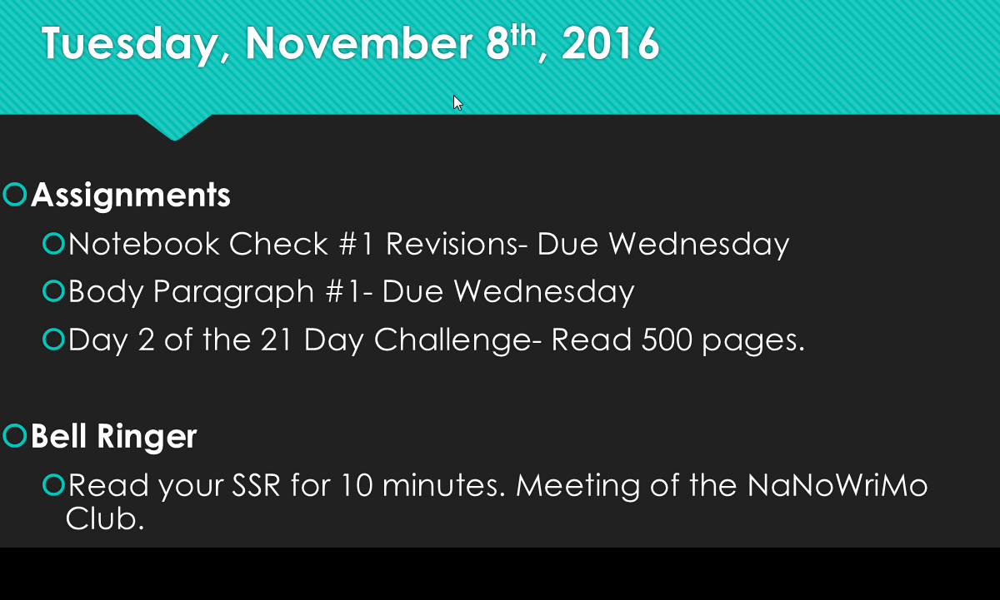 Tuesday, November 8th, 2016
Assignments
Notebook Check #1 Revisions- Due Wednesday
Body Paragraph #1- Due Wednesday
Day 2 of the 21 Day Challenge- Read 500 pages.
Bell Ringer
Read your SSR for 10 minutes. Meeting of the NaNoWriMo
Club.